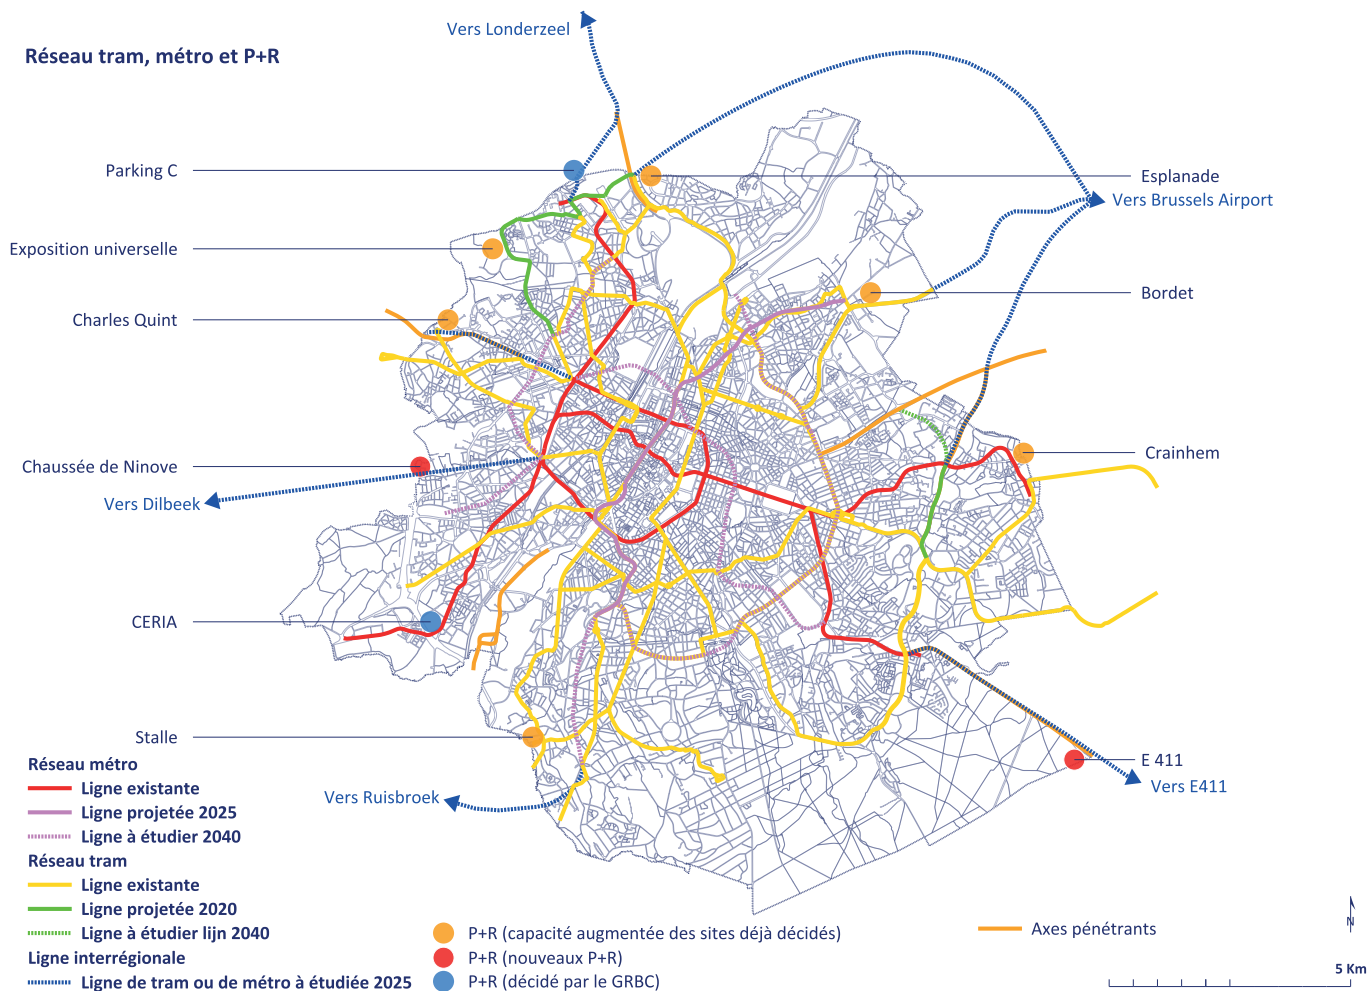 Réseau tram, métro et P+R
Vers Londerzeel
Parking C
Esplanade
Vers Brussels Airport
Exposition universelle
Bordet
Charles Quint
Crainhem
Chaussée de Ninove
Vers Dilbeek
CERIA
Stalle
E 411
Vers E411
Vers Ruisbroek
Réseau métro
Ligne existante
Ligne projetée 2025
Ligne à étudier 2040
Réseau tram
Ligne existante
Ligne projetée 2020
Ligne à étudier lijn 2040
Ligne interrégionale
Ligne de tram ou de métro à étudiée 2025
P+R (capacité augmentée des sites déjà décidés)
P+R (nouveaux P+R)
P+R (décidé par le GRBC)
Axes pénétrants
N
5 Km